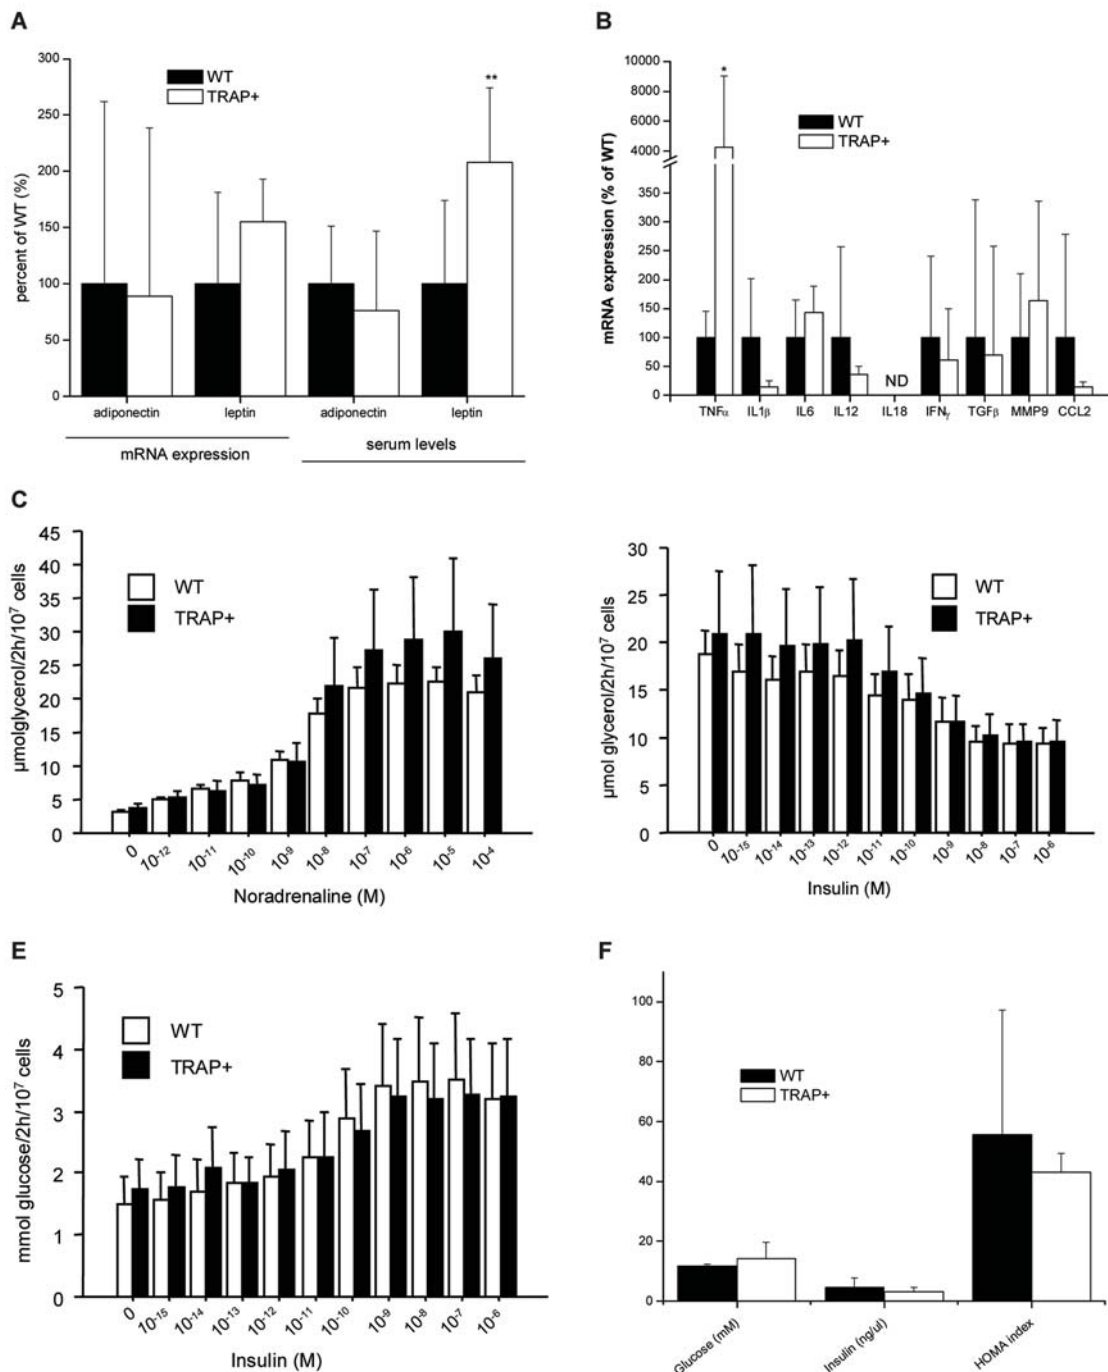 A
300
250
200
150
100
50
0
percent of WT (%)
WT
TRAP+
**
adiponectin leptin adiponectin leptin
mRNA expression serum levels
B
10000
8000
6000
4000
350
300
250
200
150
100
50
0
mRNA expression (% of WT)
*
WT
TRAP+
ND
TNFα IL1β IL6 IL12 IL18 IFNγ TGFβ MMP9 CCL2
C
45
40
35
30
25
20
15
10
5
0
µmolglycerol/2h/10⁷ cells
WT
TRAP+
0 10⁻¹² 10⁻¹¹ 10⁻¹⁰ 10⁻⁹ 10⁻⁸ 10⁻⁷ 10⁻⁶ 10⁻⁵ 10⁻⁴
Noradrenaline (M)
30
25
20
15
10
5
0
µmol glycerol/2h/10⁷ cells
WT
TRAP+
0 10⁻¹⁵ 10⁻¹⁴ 10⁻¹³ 10⁻¹² 10⁻¹¹ 10⁻¹⁰ 10⁻⁹ 10⁻⁸ 10⁻⁷ 10⁻⁶
Insulin (M)
E
5
4
3
2
1
0
mmol glucose/2h/10⁷ cells
WT
TRAP+
0 10⁻¹⁵ 10⁻¹⁴ 10⁻¹³ 10⁻¹² 10⁻¹¹ 10⁻¹⁰ 10⁻⁹ 10⁻⁸ 10⁻⁷ 10⁻⁶
Insulin (M)
F
100
80
60
40
20
0
WT
TRAP+
Glucose (mM) Insulin (ng/ul) HOMA index